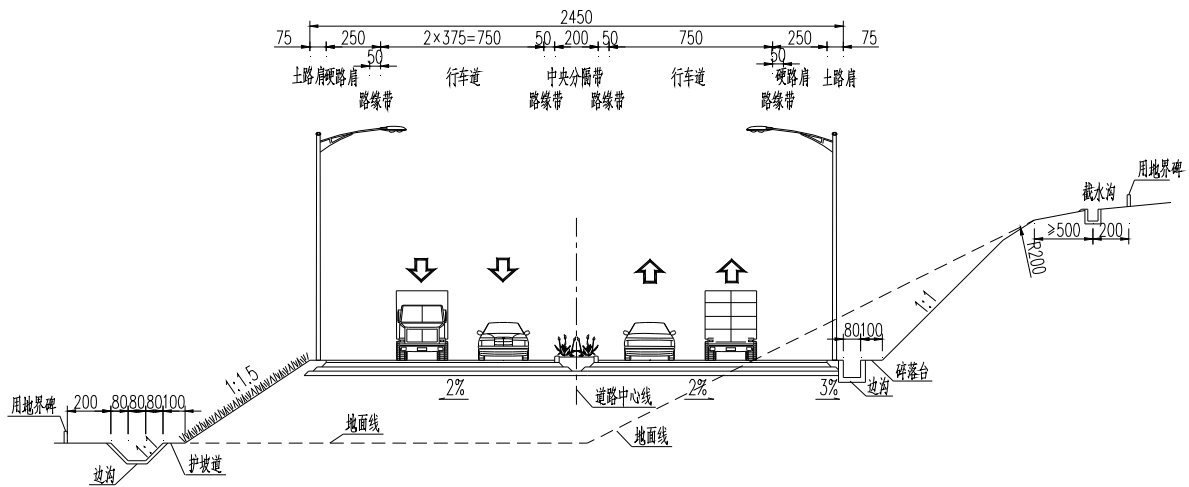 2450
75 250 2×375=750 50 200 50 750 250 75
50 50
土路肩 硬路肩 行车道 中央分隔带 行车道 硬路肩 土路肩
路缘带 路缘带 路缘带 路缘带
用地界碑
截水沟
≥500 200
R200
1:1
80 100
碎落台
边沟
1:1.5
2% 2% 3%
道路中心线
用地界碑 200 80 80 80 100
1:1
地面线
地面线
边沟
护坡道